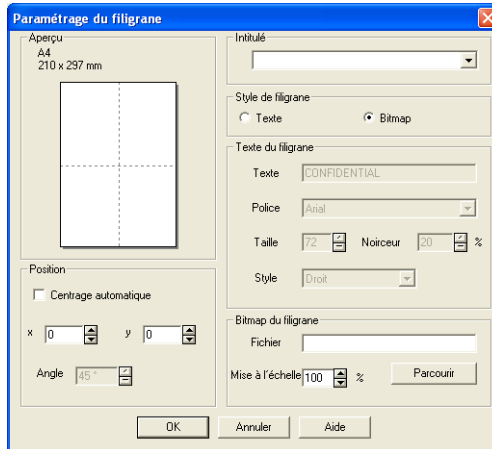 Paramétrage du filigrane
Aperçu
A4
210 x 297 mm
Intitulé
Style de filigrane
Texte
Bitmap
Texte du filigrane
Texte CONFIDENTIAL
Police Arial
Taille 72 Noirceur 20 %
Style Droit
Position
Centrage automatique
x 0 y 0
Angle 45 °
Bitmap du filigrane
Fichier
Mise à l'échelle 100 % Parcourir
OK Annuler Aide